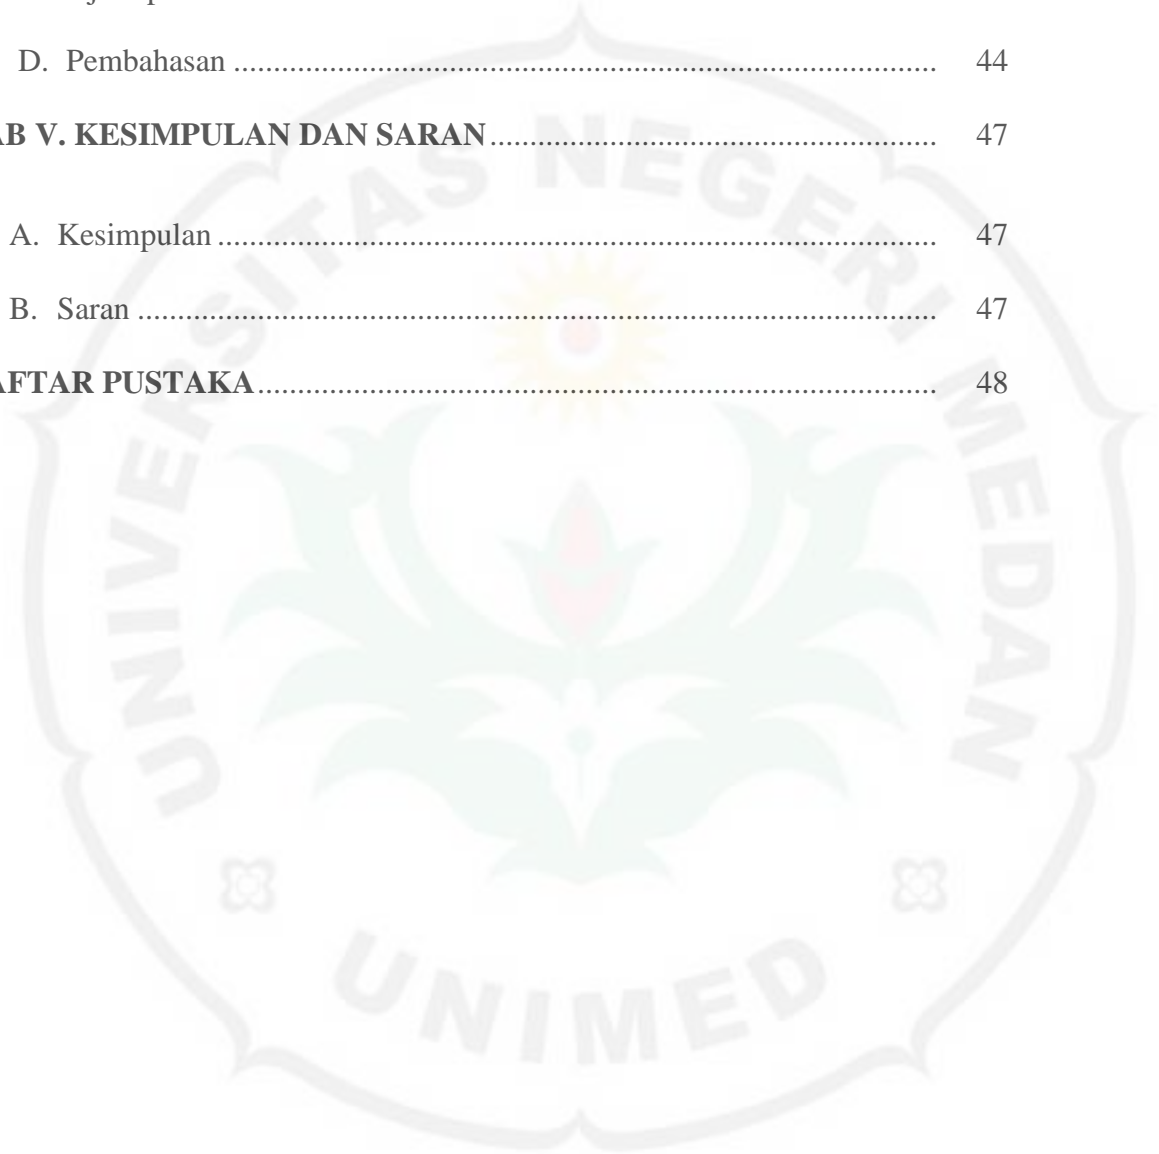 D. Pembahasan ........................................................................................ 44
AB V. KESIMPULAN DAN SARAN ........................................................ 47
A. Kesimpulan .......................................................................................... 47
B. Saran .................................................................................................... 47
AFTAR PUSTAKA ..................................................................................... 48
UNIVERSITAS NEGERI MEDAN
UNIMED